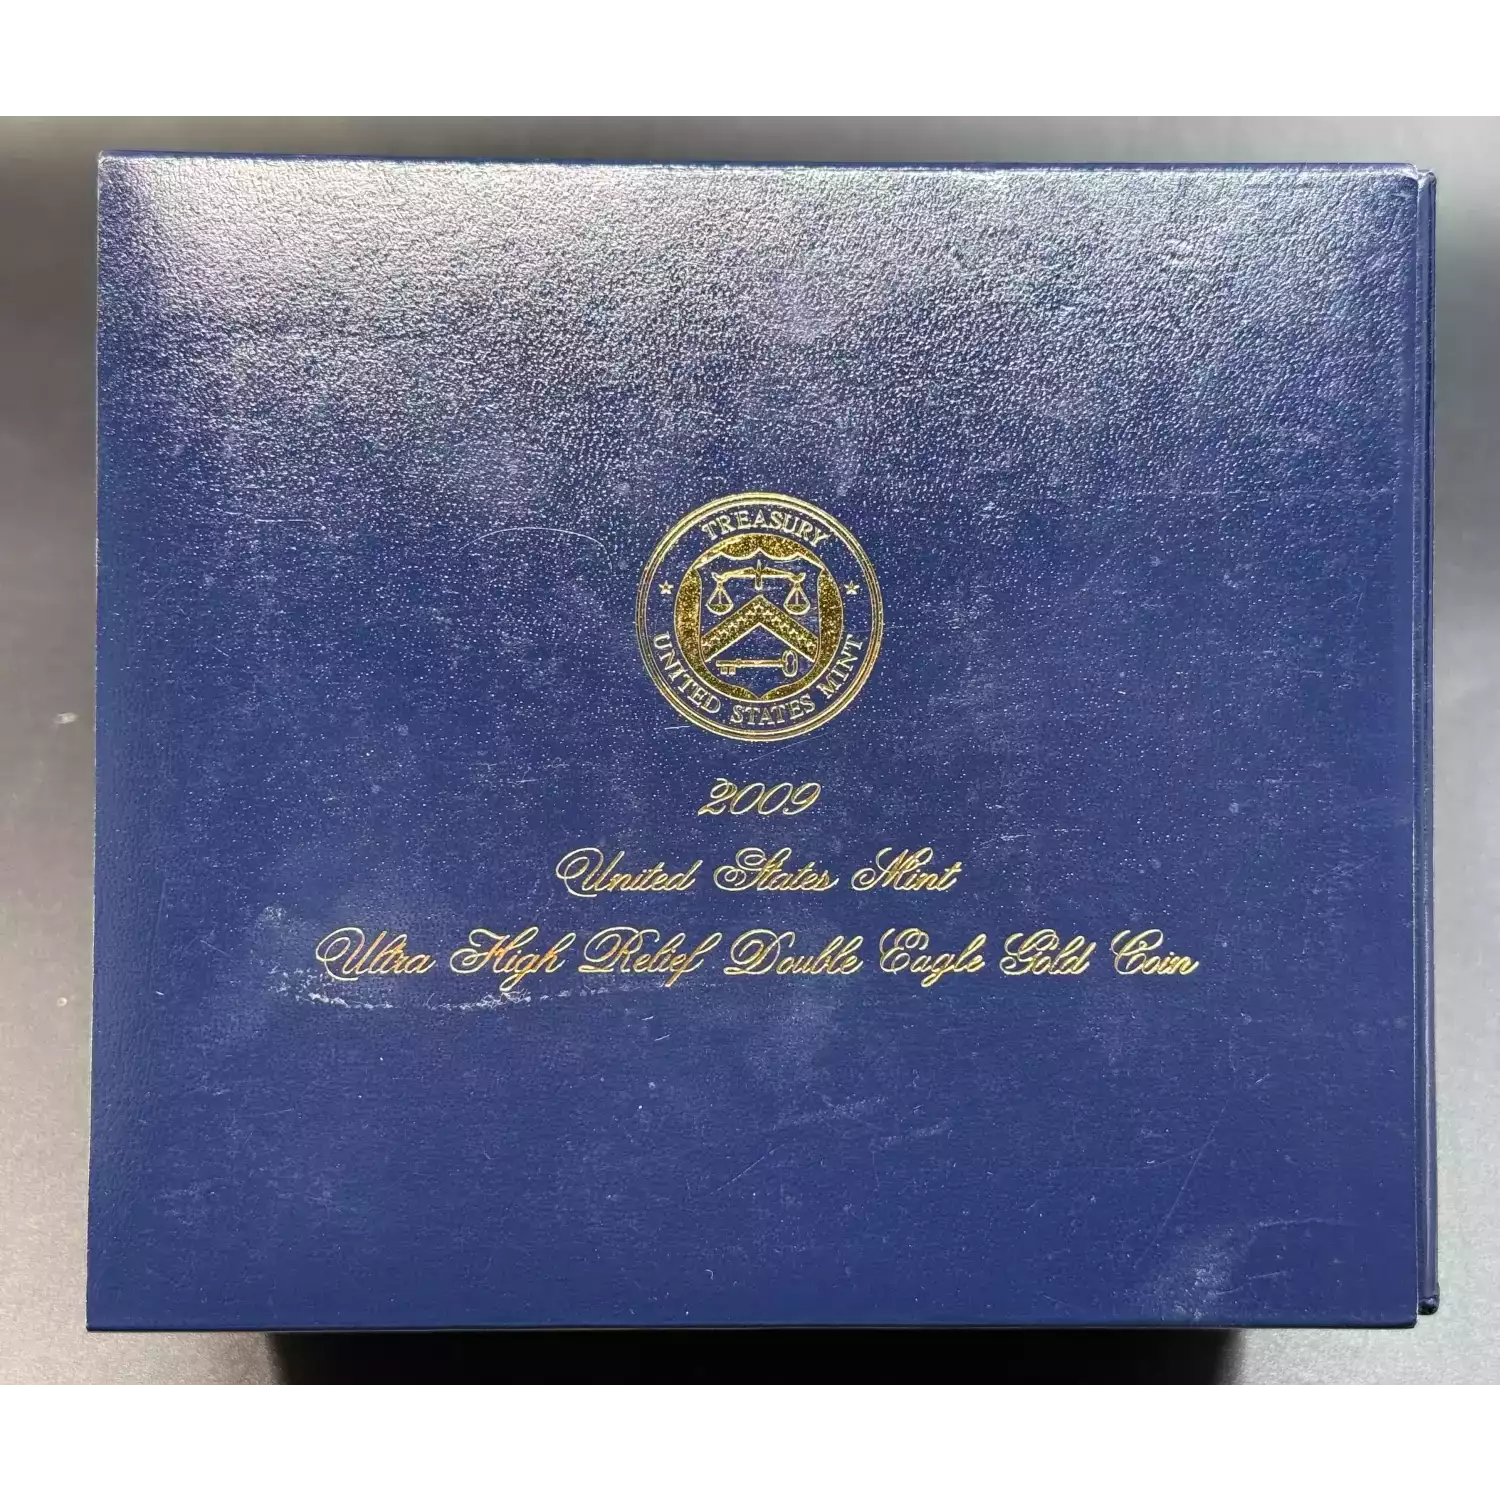 TREASURY
UNITED STATES MINT
2009
United States Mint
Ultra High Relief Double Eagle Gold Coin